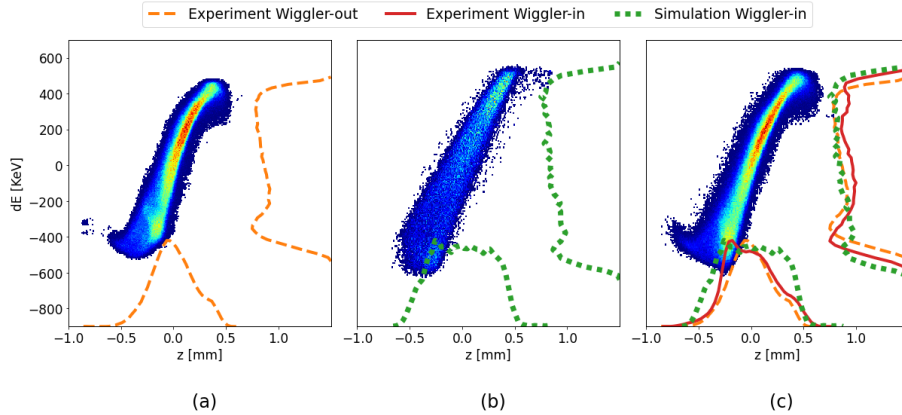 Experiment Wiggler-out Experiment Wiggler-in Simulation Wiggler-in
600
400
200
0
−200
−400
−600
−800
dE [KeV]
−1.0 −0.5 0.0 0.5 1.0 −1.0 −0.5 0.0 0.5 1.0 −1.0 −0.5 0.0 0.5 1.0
z [mm] z [mm] z [mm]
(a) (b) (c)